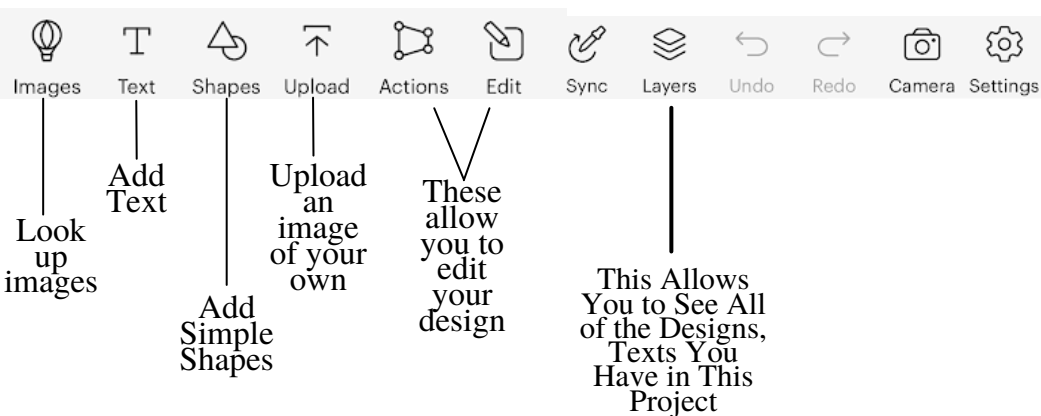 Images Text Shapes Upload Actions Edit Sync Layers Undo Redo Camera Settings
Look
up
images
Add
Text
Add
Simple
Shapes
Upload
an
image
of your
own
These
allow
you to
edit
your
design
This Allows
You to See All
of the Designs,
Texts You
Have in This
Project